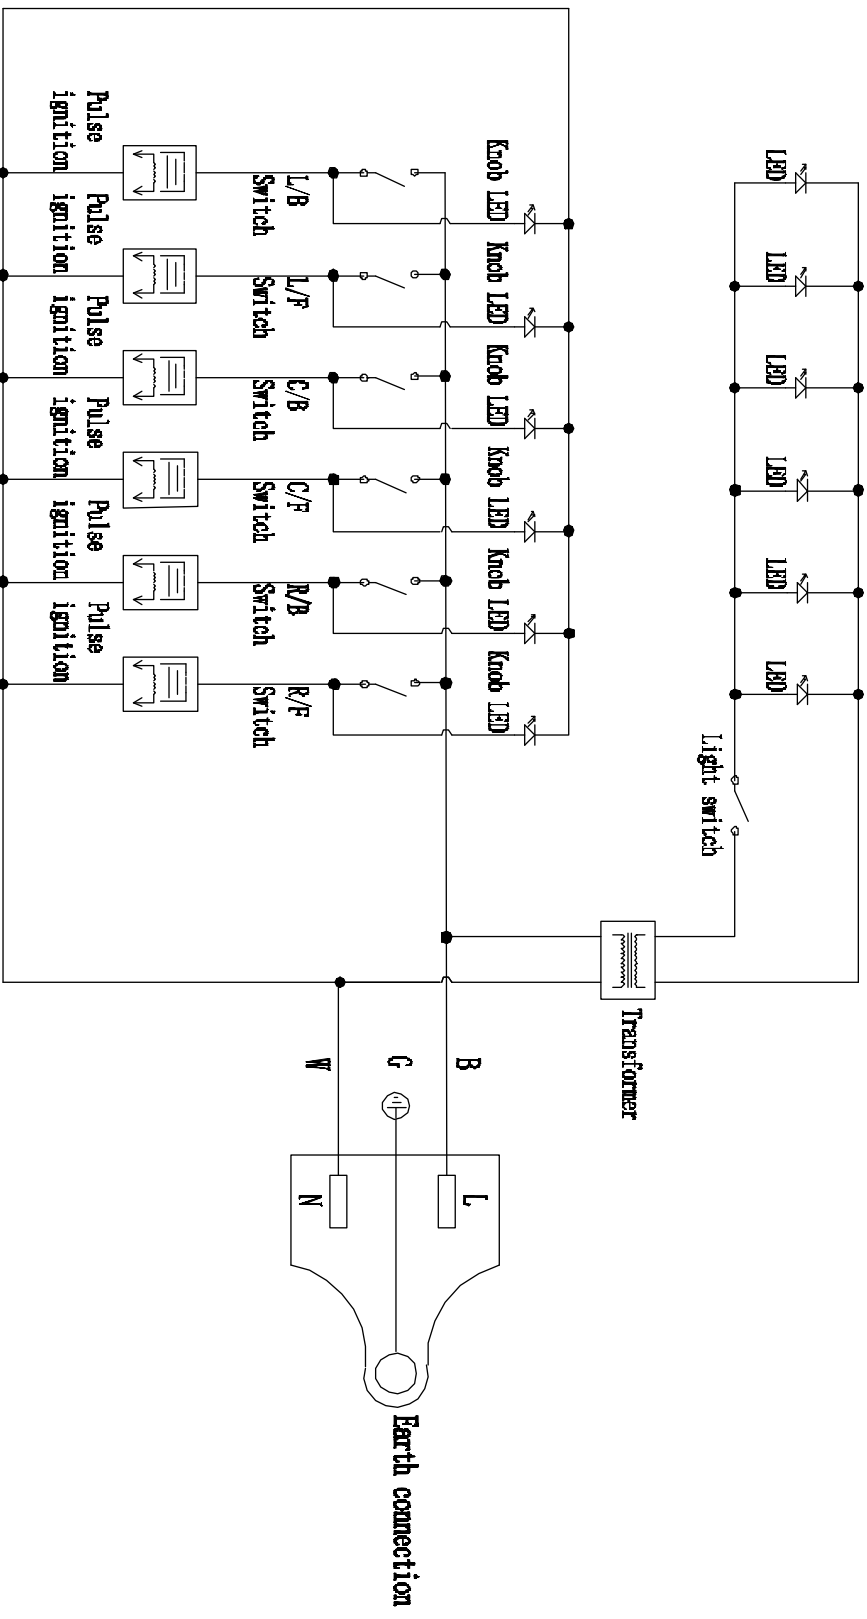 LED
LED
LED
LED
LED
LED
Light switch
Transformer
Knob LED
Knob LED
Knob LED
Knob LED
Knob LED
Knob LED
B
L
G
Earth connection
W
N
L/B
Switch
L/F
Switch
C/B
Switch
C/F
Switch
R/B
Switch
R/F
Switch
Pulse
ignition
Pulse
ignition
Pulse
ignition
Pulse
ignition
Pulse
ignition
Pulse
ignition